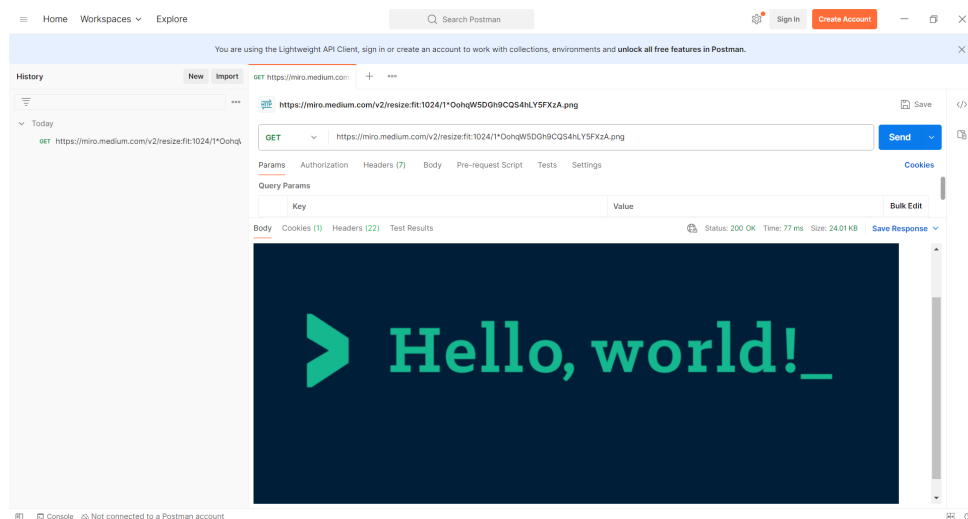 Home Workspaces Explore Search Postman Sign In Create Account
You are using the Lightweight API Client, sign in or create an account to work with collections, environments and unlock all free features in Postman.
History New Import GET https://miro.medium.com
https://miro.medium.com/v2/resize:fit:1024/1*OohqW5DGh9CQS4hLY5FXzA.png Save
Today
GET https://miro.medium.com/v2/resize:fit:1024/1*Oohq
GET https://miro.medium.com/v2/resize:fit:1024/1*OohqW5DGh9CQS4hLY5FXzA.png Send
Params Authorization Headers (7) Body Pre-request Script Tests Settings Cookies
Query Params
Key Value Bulk Edit
Body Cookies (1) Headers (22) Test Results Status: 200 OK Time: 77 ms Size: 24.01 KB Save Response
> Hello, world!_
Console Not connected to a Postman account